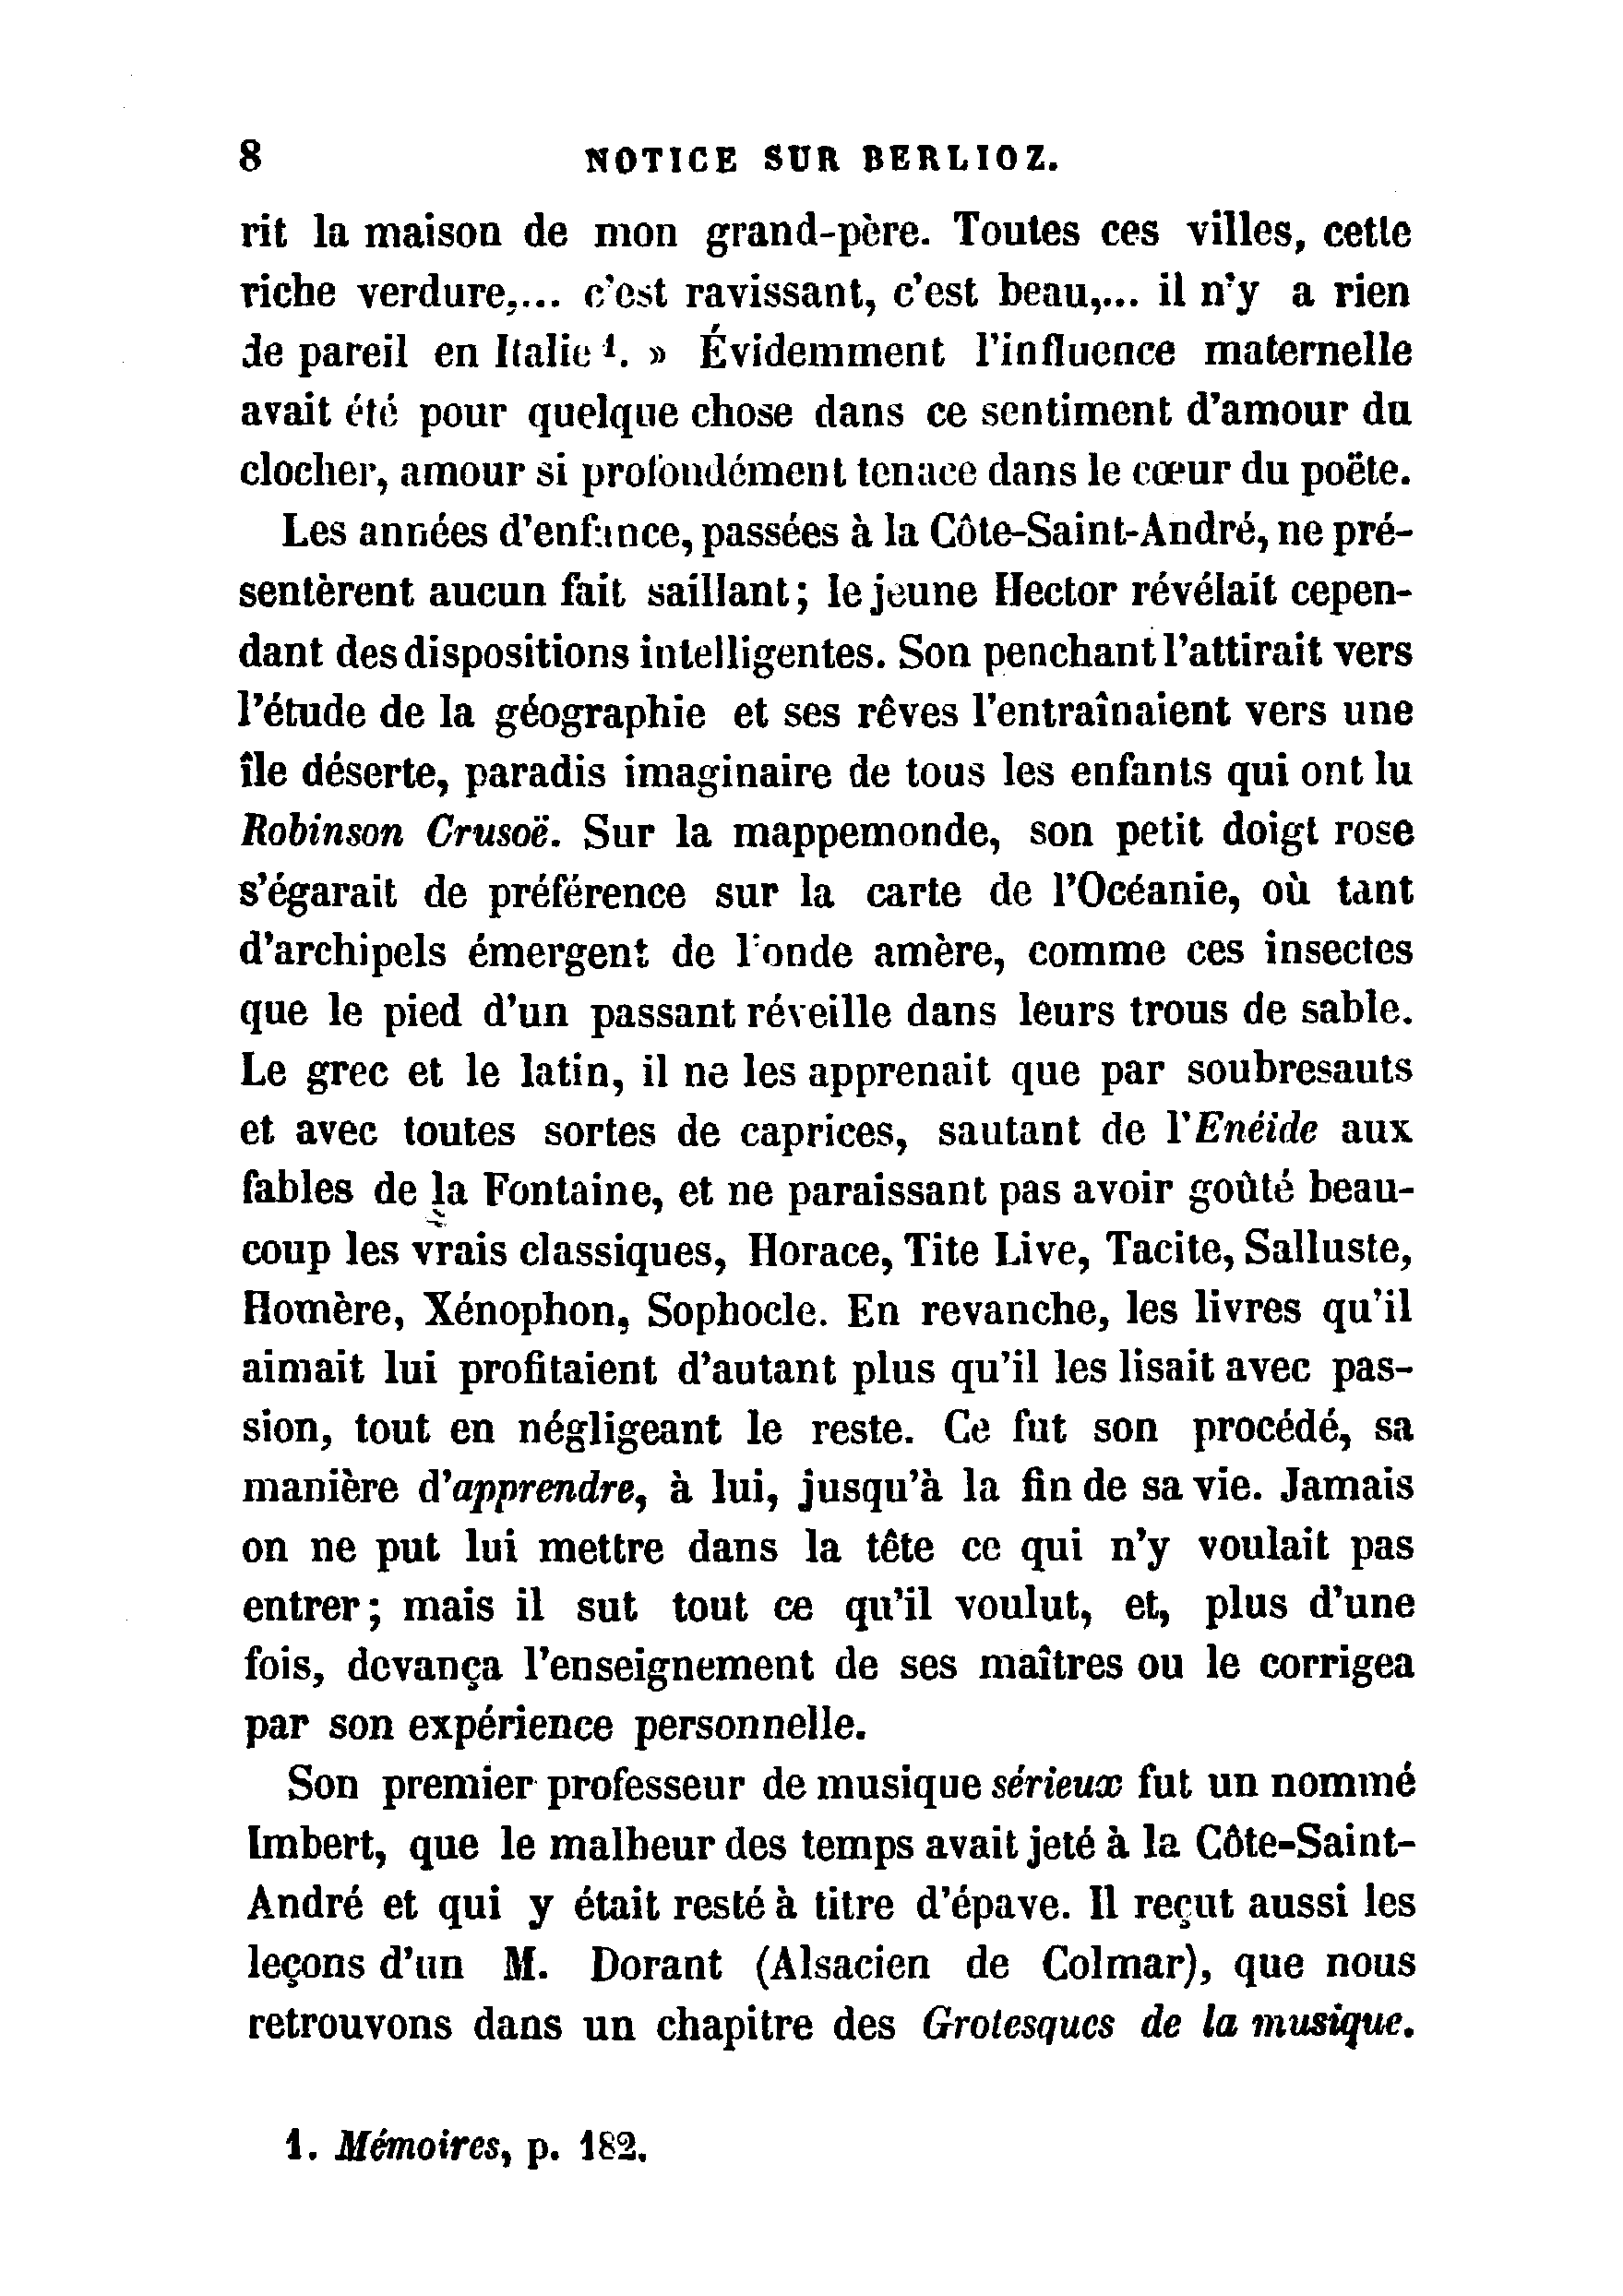 8 NOTICE SUR BERLIOZ.
rit la maison de mon grand-père. Toutes ces villes, cette
riche verdure,... c'est ravissant, c'est beau,... il n'y a rien
de pareil en Italie¹. » Évidemment l'influence maternelle
avait été pour quelque chose dans ce sentiment d'amour du
clocher, amour si profondément tenace dans le cœur du poëte.
Les années d'enfance, passées à la Côte-Saint-André, ne pré-
sentèrent aucun fait saillant; le jeune Hector révélait cepen-
dant des dispositions intelligentes. Son penchant l'attirait vers
l'étude de la géographie et ses rêves l'entraînaient vers une
île déserte, paradis imaginaire de tous les enfants qui ont lu
Robinson Crusoë. Sur la mappemonde, son petit doigt rose
s'égarait de préférence sur la carte de l'Océanie, où tant
d'archipels émergent de l'onde amère, comme ces insectes
que le pied d'un passant réveille dans leurs trous de sable.
Le grec et le latin, il ne les apprenait que par soubresauts
et avec toutes sortes de caprices, sautant de l'Enéide aux
fables de la Fontaine, et ne paraissant pas avoir goûté beau-
coup les vrais classiques, Horace, Tite Live, Tacite, Salluste,
Homère, Xénophon, Sophocle. En revanche, les livres qu'il
aimait lui profitaient d'autant plus qu'il les lisait avec pas-
sion, tout en négligeant le reste. Ce fut son procédé, sa
manière d'apprendre, à lui, jusqu'à la fin de sa vie. Jamais
on ne put lui mettre dans la tête ce qui n'y voulait pas
entrer; mais il sut tout ce qu'il voulut, et, plus d'une
fois, devança l'enseignement de ses maîtres ou le corrigea
par son expérience personnelle.
Son premier professeur de musique sérieux fut un nommé
Imbert, que le malheur des temps avait jeté à la Côte-Saint-
André et qui y était resté à titre d'épave. Il reçut aussi les
leçons d'un M. Dorant (Alsacien de Colmar), que nous
retrouvons dans un chapitre des Grotesques de la musique.
1. Mémoires, p. 182.